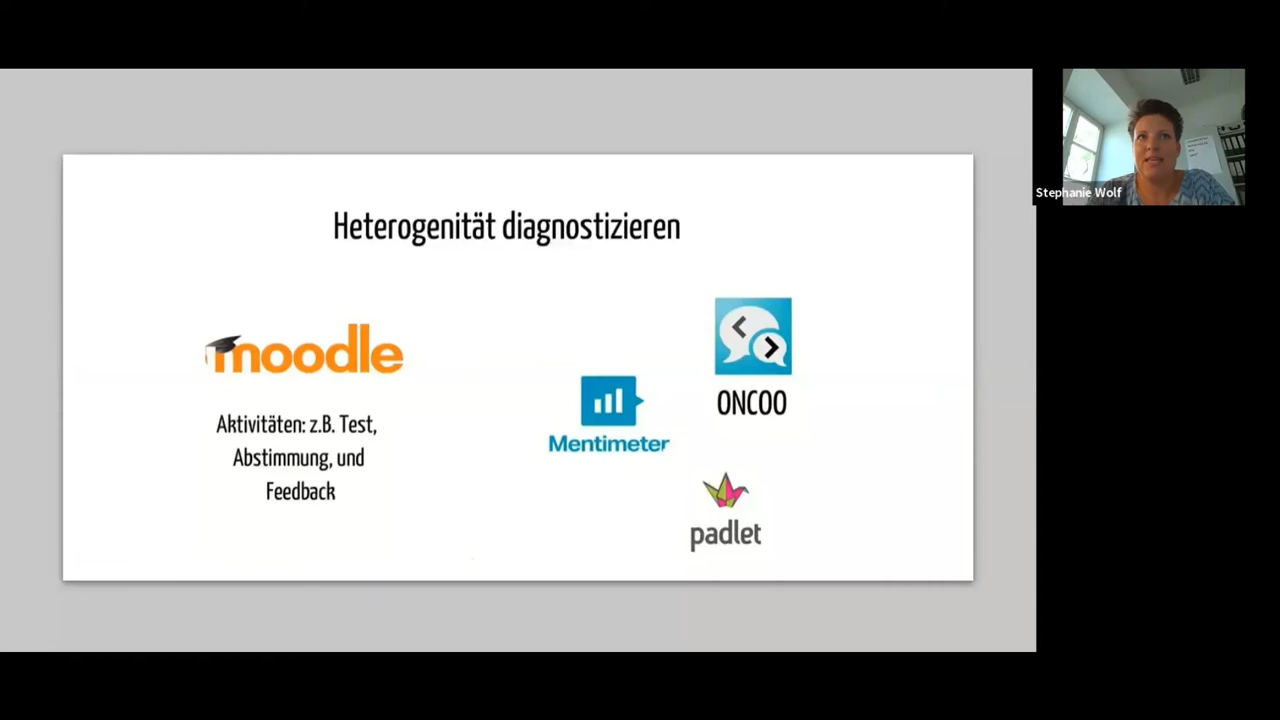 Heterogenität diagnostizieren
moodle
Aktivitäten: z.B. Test,
Abstimmung, und
Feedback
Mentimeter
ONCOO
padlet
Stephanie Wolf